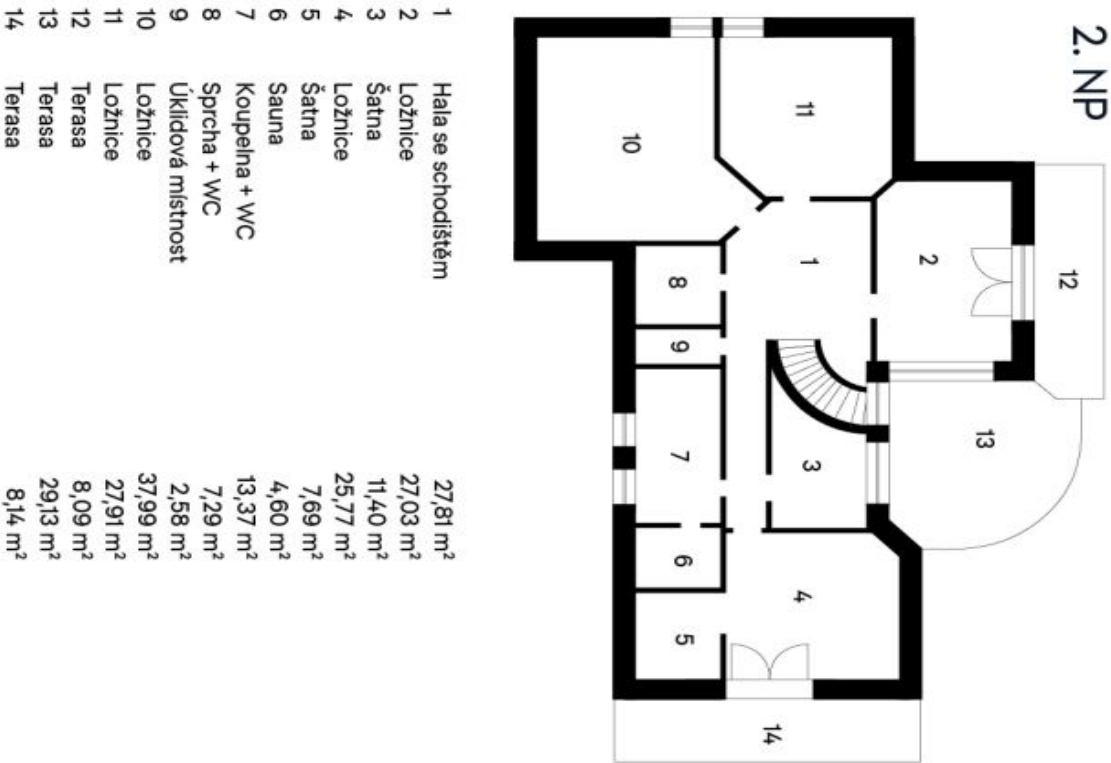 2. NP
11
10
2
12
1
8
9
13
3
7
6
4
5
14
1 Hala se schodištěm 27,81 m²
2 Ložnice 27,03 m²
3 Šatna 11,40 m²
4 Ložnice 25,77 m²
5 Šatna 7,69 m²
6 Sauna 4,60 m²
7 Koupelna + WC 13,37 m²
8 Sprcha + WC 7,29 m²
9 Úklidová místnost 2,58 m²
10 Ložnice 37,99 m²
11 Ložnice 27,91 m²
12 Terasa 8,09 m²
13 Terasa 29,13 m²
14 Terasa 8,14 m²